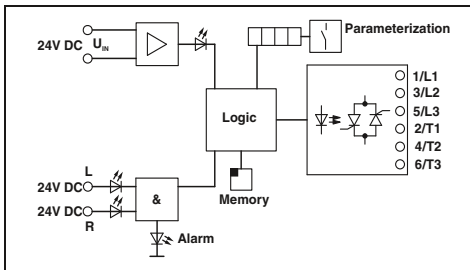 Parameterization
24V DC U_IN
1/L1
3/L2
5/L3
2/T1
4/T2
6/T3
Logic
L
24V DC
24V DC
R
&
Memory
Alarm